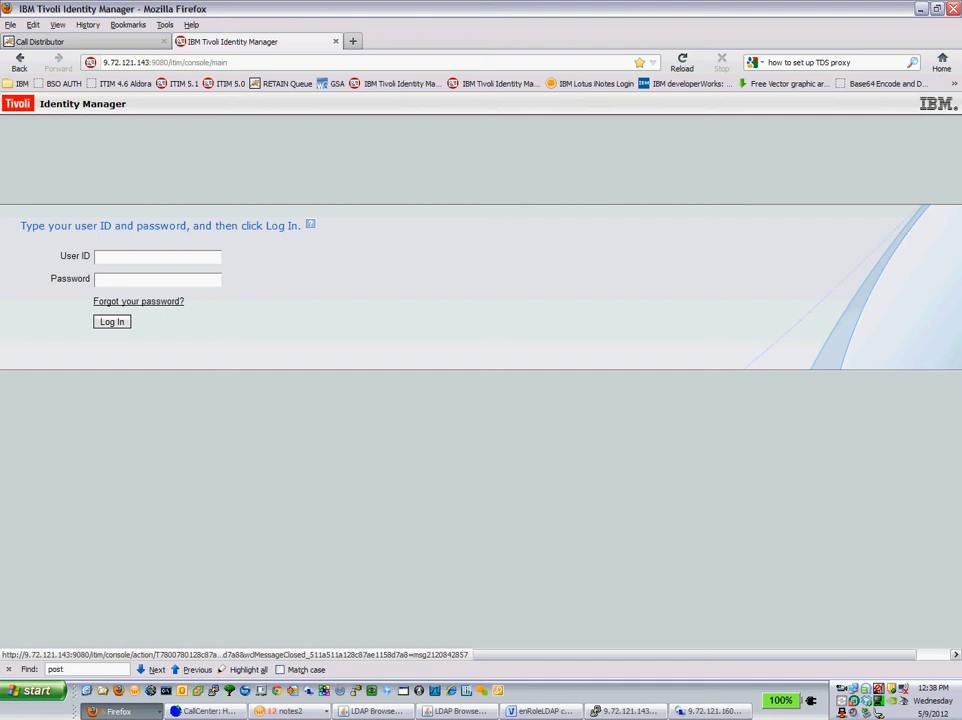 IBM Tivoli Identity Manager - Mozilla Firefox
File Edit View History Bookmarks Tools Help
Call Distributor × IBM Tivoli Identity Manager × +
Back Forward 9.72.121.143:9080/itim/console/main Reload Stop how to set up TDS proxy Home
IBM BSO AUTH ITIM 4.6 Aldora ITIM 5.1 ITIM 5.0 RETAIN Queue GSA IBM Tivoli Identity Ma... IBM Tivoli Identity Ma... IBM Lotus iNotes Login IBM developerWorks: ... Free Vector graphic ar... Base64 Encode and D...
Tivoli Identity Manager IBM
Type your user ID and password, and then click Log In. ?
User ID
Password
Forgot your password?
Log In
Find: post Next Previous Highlight all Match case
start 12:38 PM
Wednesday
5/9/2012
Firefox CallCenter: H... 12 notes2 LDAP Browse... LDAP Browse... enRoleLDAP c... 9.72.121.143... 9.72.121.160... 100%